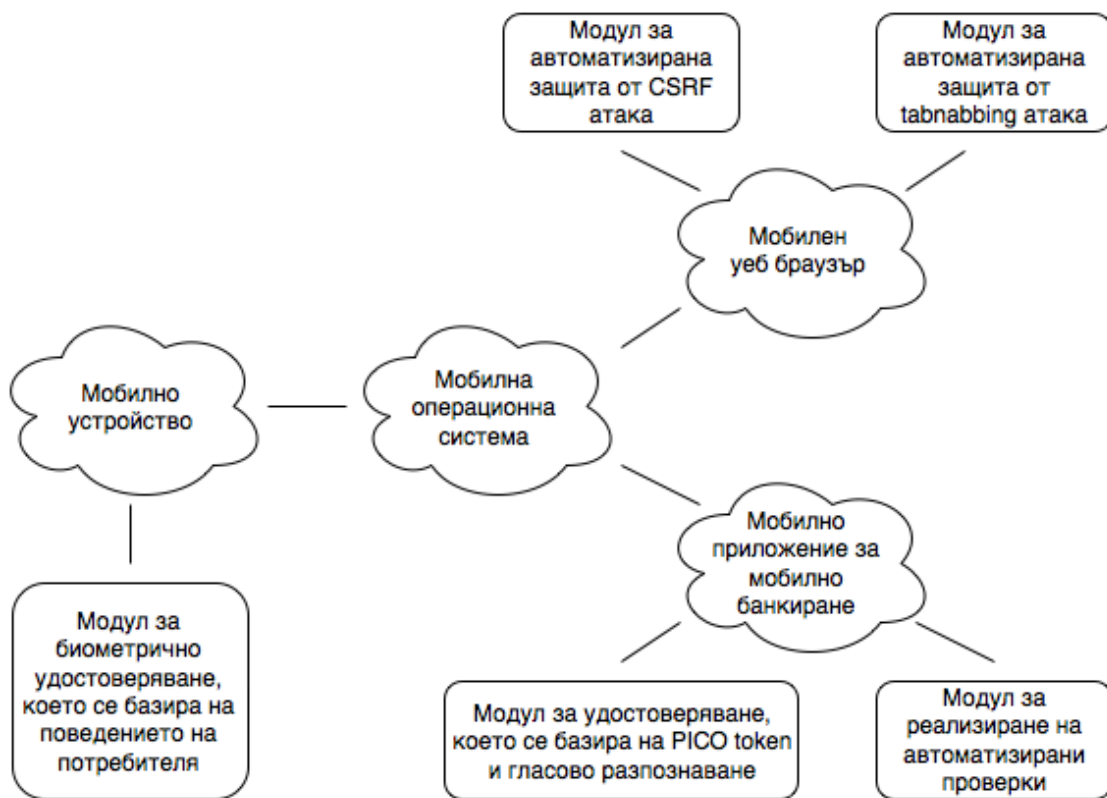 Модул за
автоматизирана
защита от CSRF
атака
Модул за
автоматизирана
защита от
tabnabbing атака
Мобилен
уеб браузър
Мобилно
устройство
Мобилна
операционна
система
Мобилно
приложение за
мобилно
банкиране
Модул за
биометрично
удостоверяване,
което се базира на
поведението на
потребителя
Модул за удостоверяване,
което се базира на PICO token
и гласово разпознаване
Модул за
реализиране на
автоматизирани
проверки